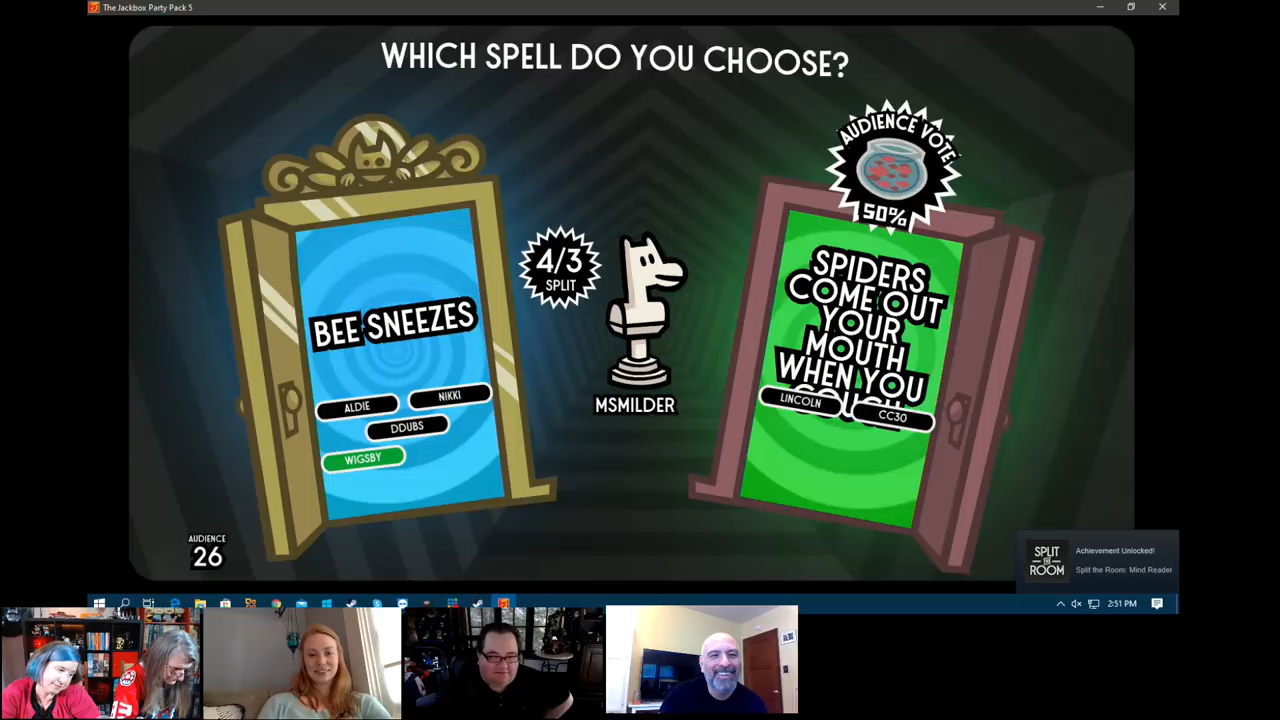 The Jackbox Party Pack 5
WHICH SPELL DO YOU CHOOSE?
AUDIENCE VOTE
50%
4/3
SPLIT
BEE SNEEZES
ALDIE
NIKKI
DDUBS
WIGSBY
MSMILDER
SPIDERS
COME OUT
YOUR
MOUTH
WHEN YOU
LINCOLN
CC30
AUDIENCE
26
SPLIT
THE
ROOM
Achievement Unlocked!
Split the Room: Mind Reader
2:51 PM